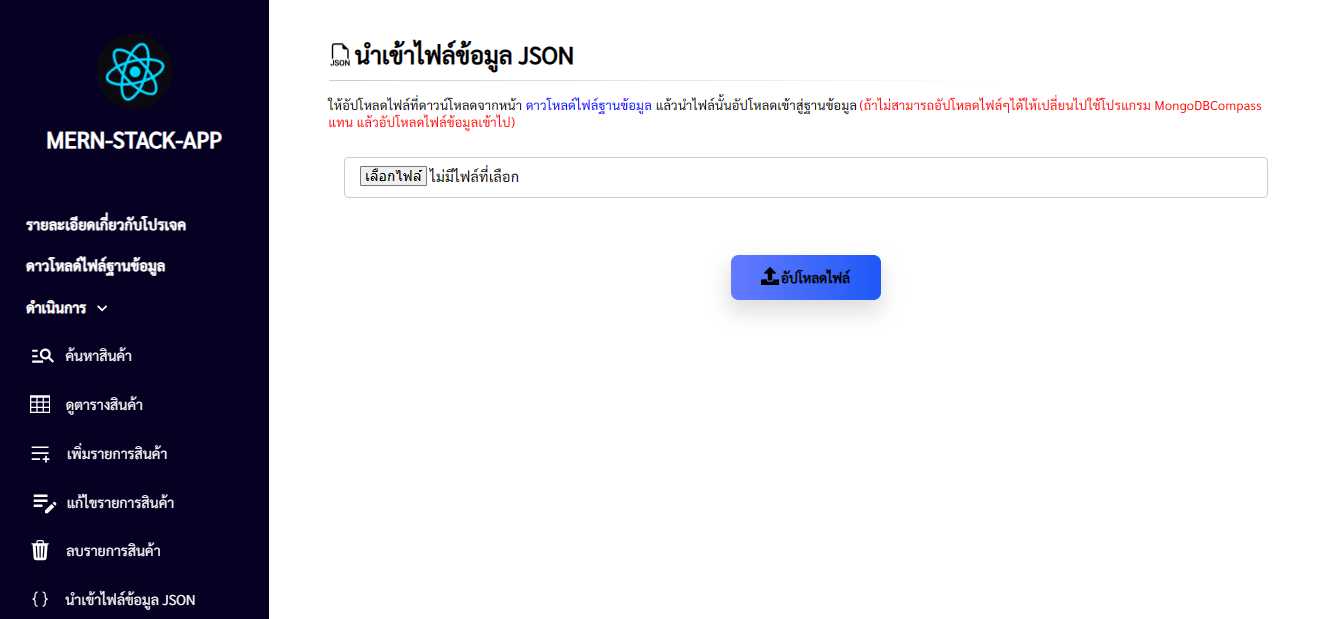 MERN-STACK-APP
รายละเอียดเกี่ยวกับโปรเจค
ดาวโหลดไฟล์ฐานข้อมูล
ดำเนินการ
ค้นหาสินค้า
ดูตารางสินค้า
เพิ่มรายการสินค้า
แก้ไขรายการสินค้า
ลบรายการสินค้า
{ } นำเข้าไฟล์ข้อมูล JSON
JSON นำเข้าไฟล์ข้อมูล JSON
ให้อัปโหลดไฟล์ที่ดาวน์โหลดจากหน้า ดาวโหลดไฟล์ฐานข้อมูล แล้วนำไฟล์นั้นอัปโหลดเข้าสู่ฐานข้อมูล (ถ้าไม่สามารถอัปโหลดไฟล์ๆได้ให้เปลี่ยนไปใช้โปรแกรม MongoDBCompass
แทน แล้วอัปโหลดไฟล์ข้อมูลเข้าไป)
เลือกไฟล์ ไม่มีไฟล์ที่เลือก
อัปโหลดไฟล์